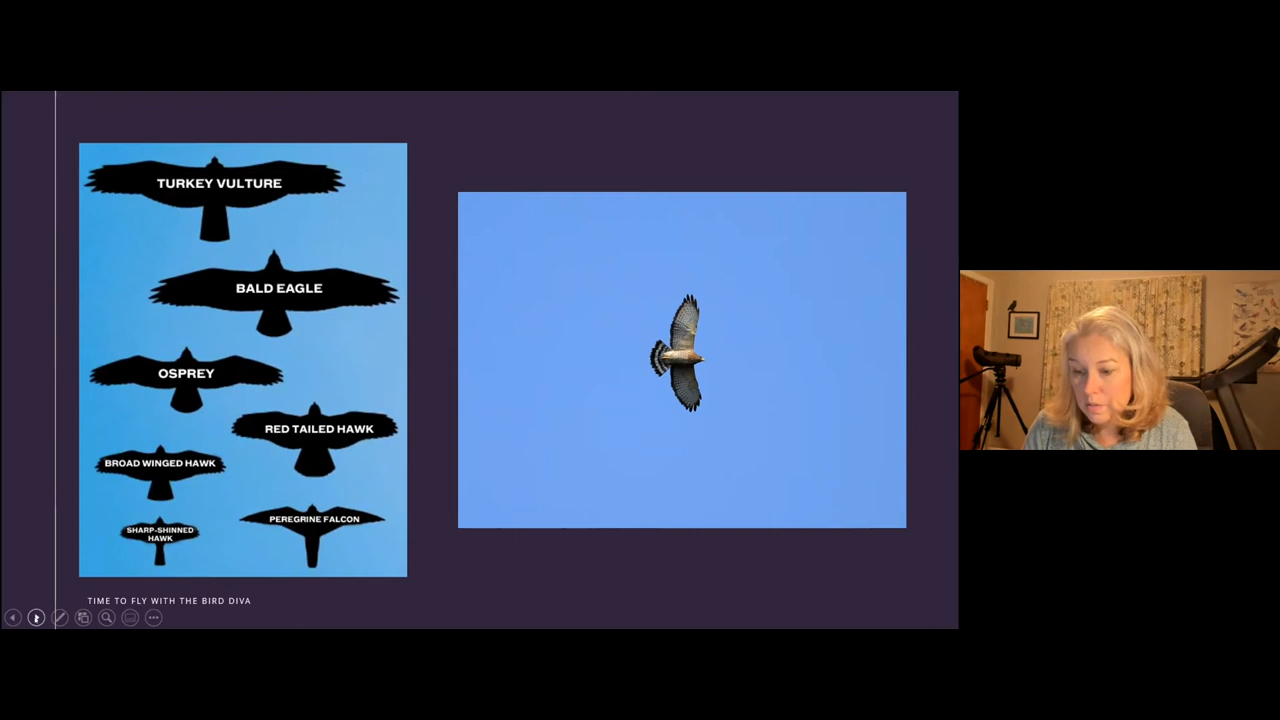 TURKEY VULTURE
BALD EAGLE
OSPREY
RED TAILED HAWK
BROAD WINGED HAWK
PEREGRINE FALCON
SHARP-SHINNED
HAWK
TIME TO FLY WITH THE BIRD DIVA